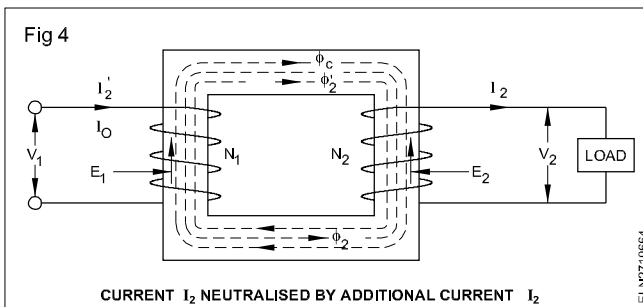 Fig 4
ϕc
ϕ'2
I2'
I2
IO
V1
N1
N2
V2
LOAD
E1
E2
ϕ2
CURRENT I2 NEUTRALISED BY ADDITIONAL CURRENT I2